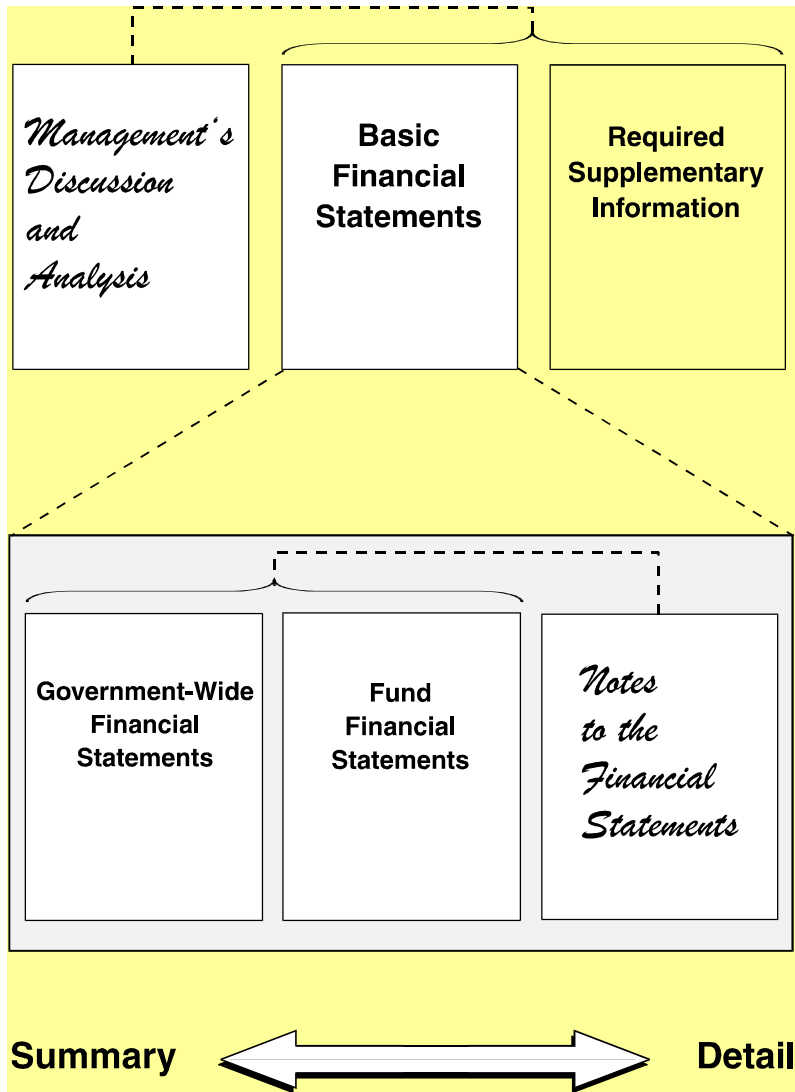 Management's
Discussion
and
Analysis
Basic
Financial
Statements
Required
Supplementary
Information
Government-Wide
Financial
Statements
Fund
Financial
Statements
Notes
to the
Financial
Statements
Summary
Detail